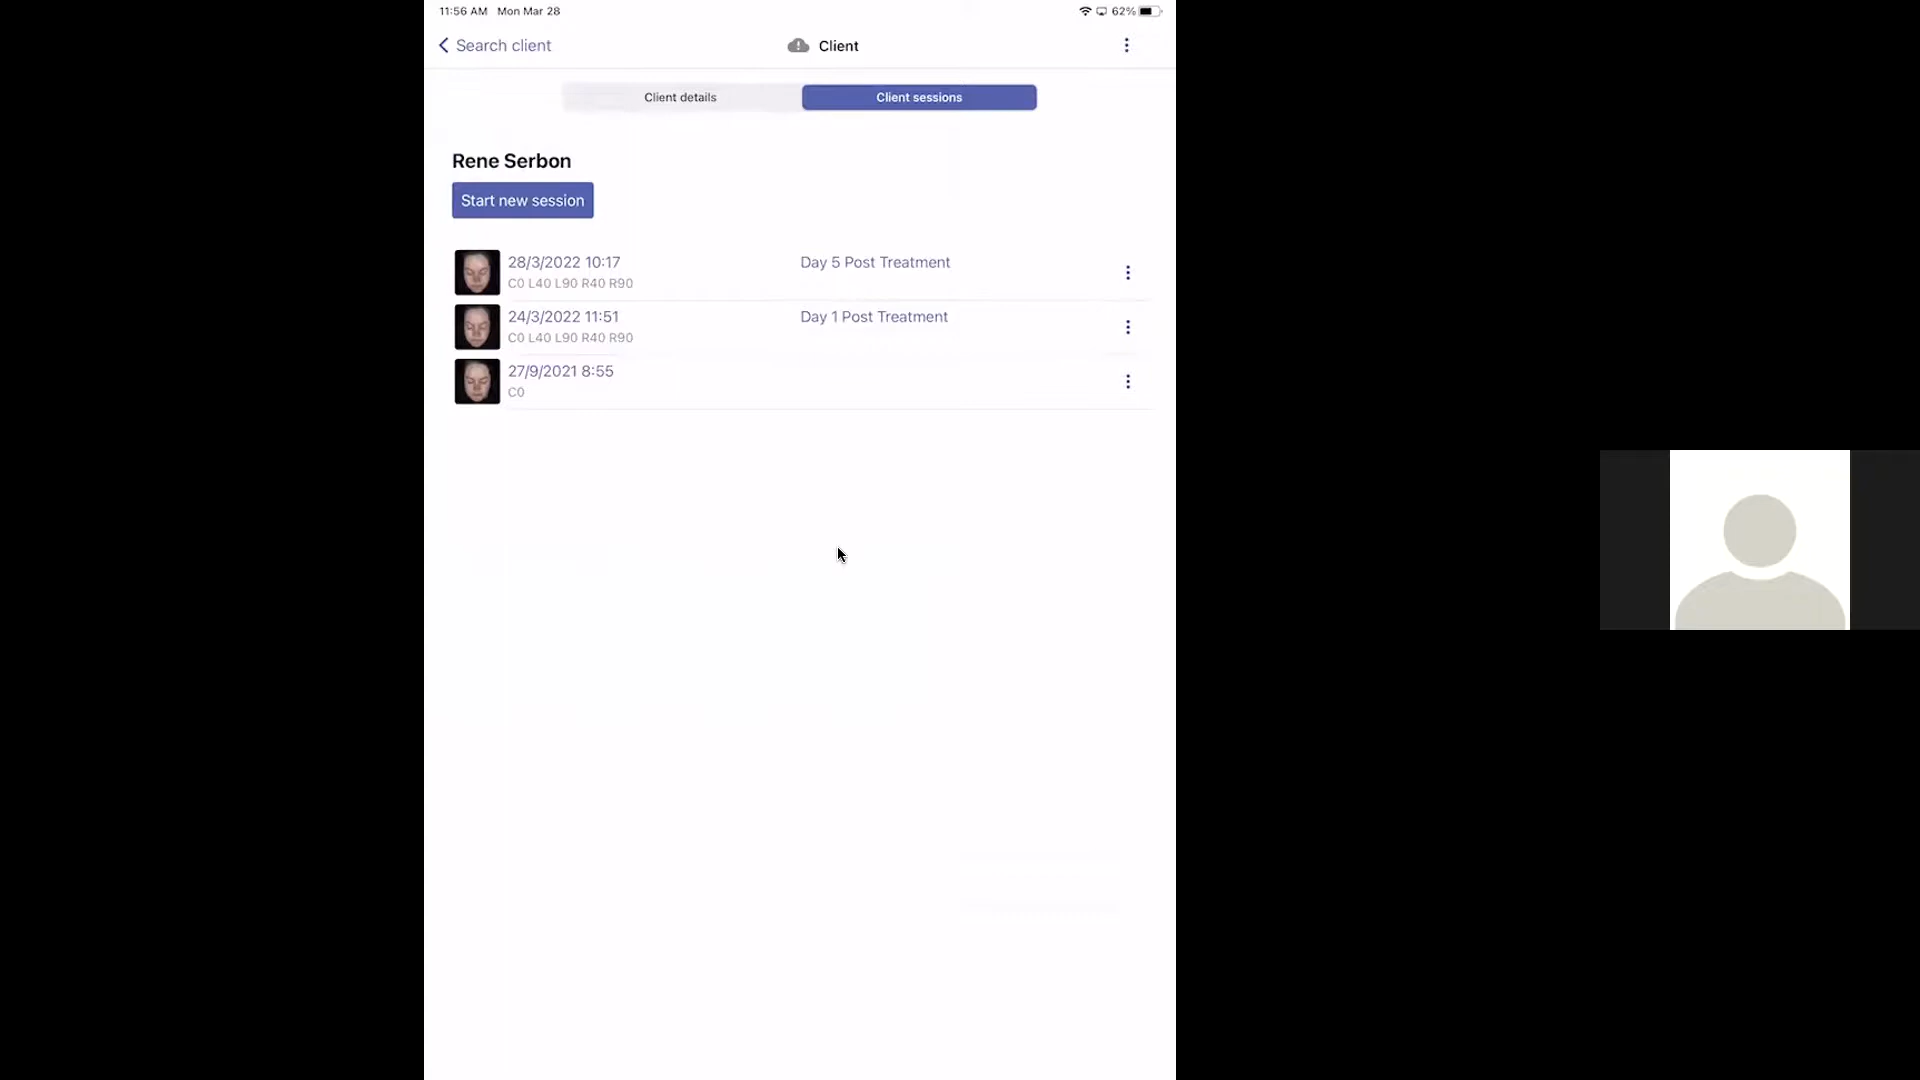 11:56 AM Mon Mar 28
62%
Search client
Client
Client details
Client sessions
Rene Serbon
Start new session
28/3/2022 10:17
Day 5 Post Treatment
C0 L40 L90 R40 R90
24/3/2022 11:51
Day 1 Post Treatment
C0 L40 L90 R40 R90
27/9/2021 8:55
C0